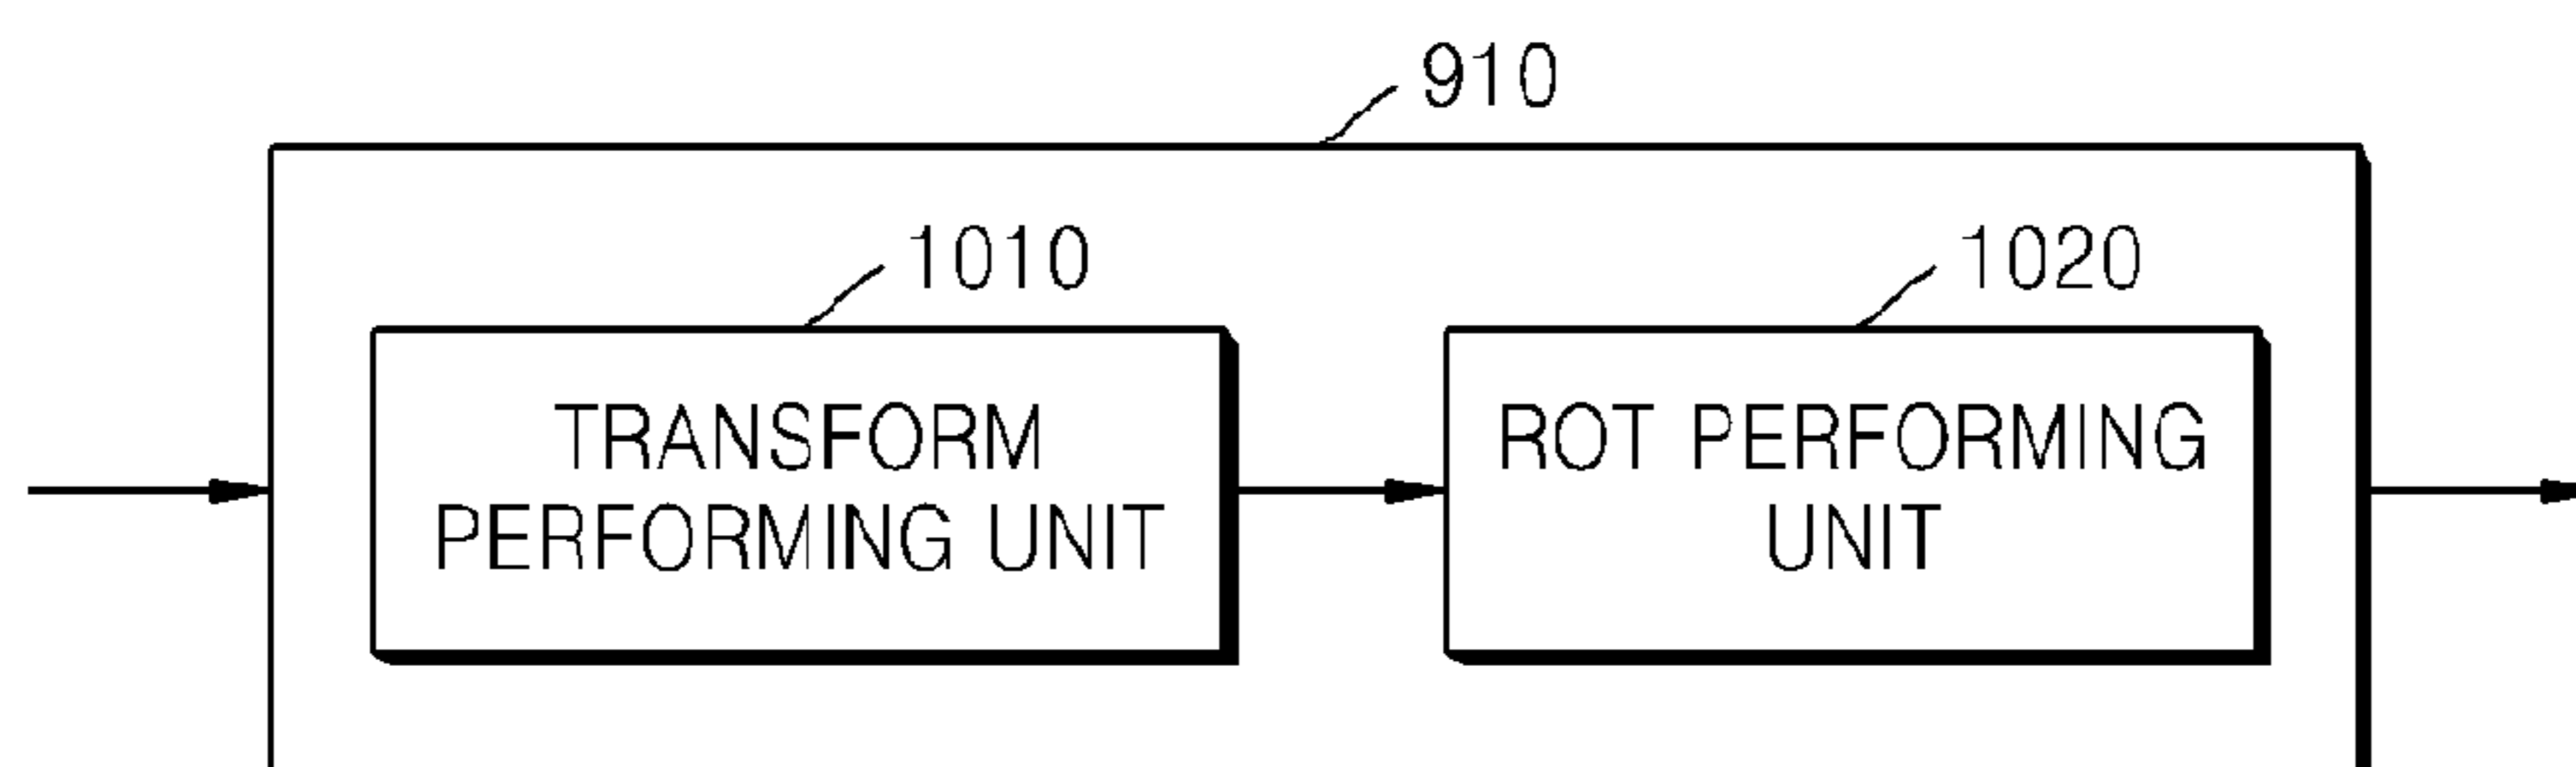 910
1010
1020
TRANSFORM
PERFORMING UNIT
ROT PERFORMING
UNIT